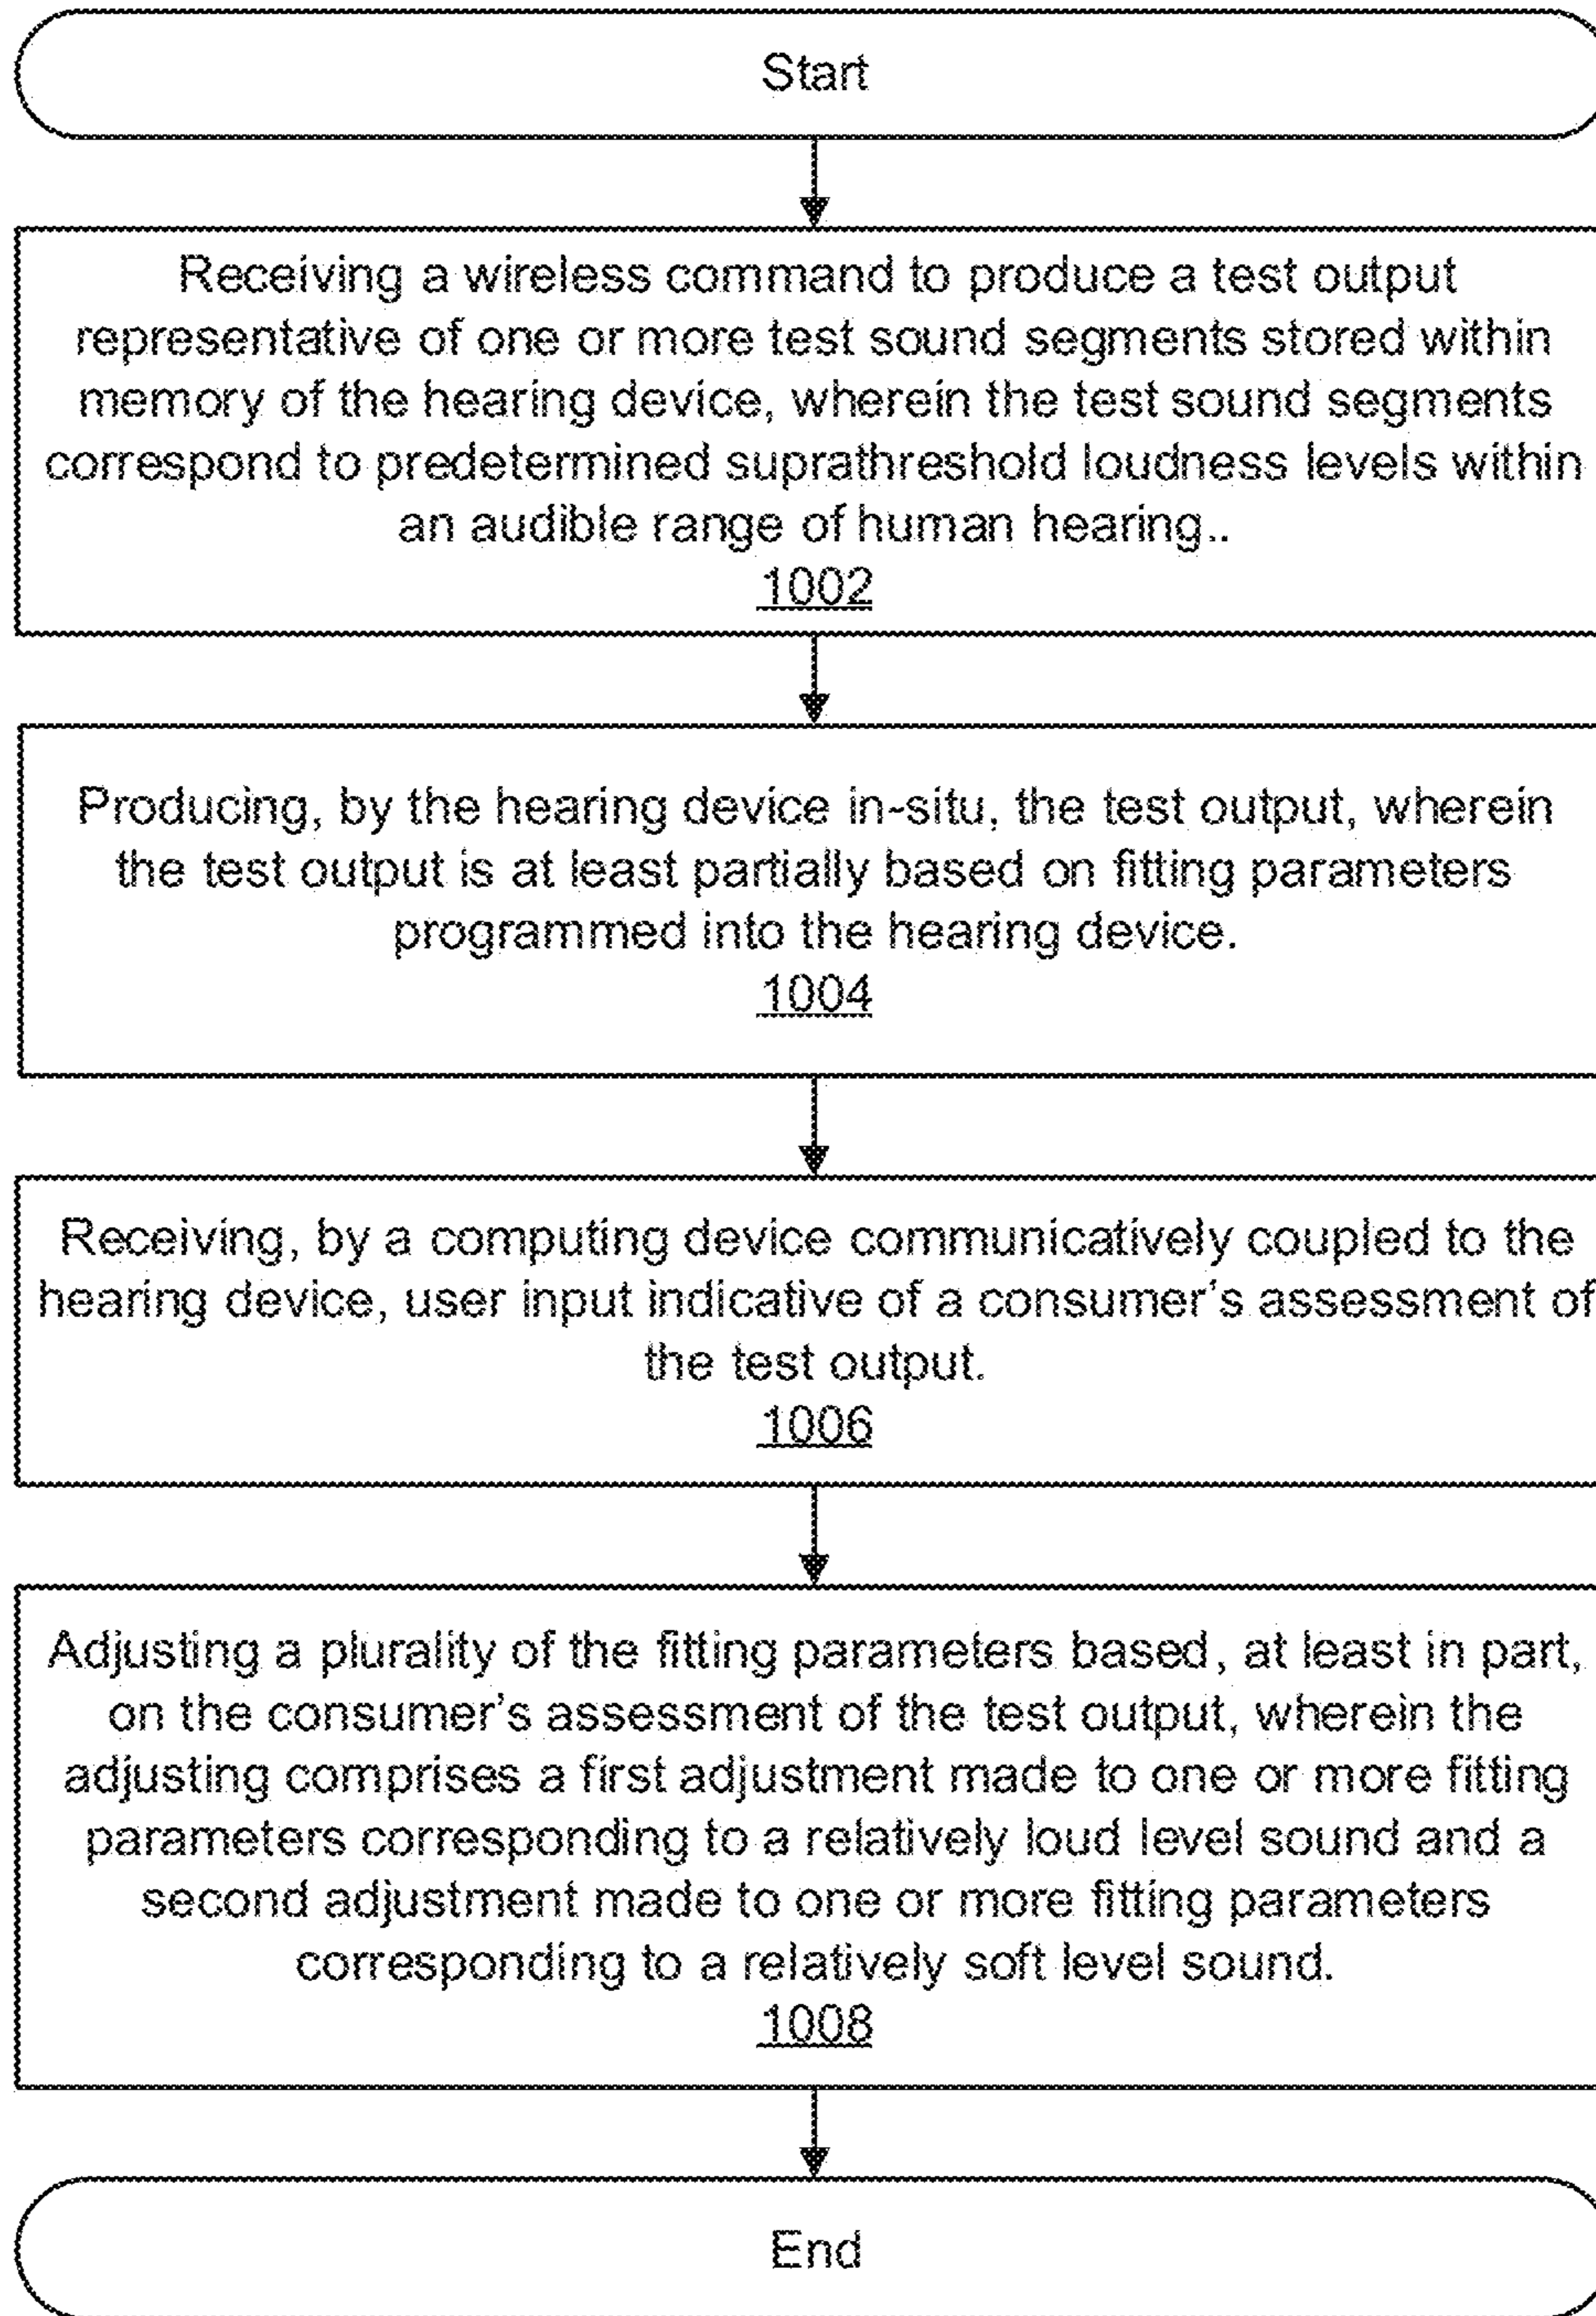 Start
Receiving a wireless command to produce a test output
representative of one or more test sound segments stored within
memory of the hearing device, wherein the test sound segments
correspond to predetermined suprathreshold loudness levels within
an audible range of human hearing..
1002
Producing, by the hearing device in-situ, the test output, wherein
the test output is at least partially based on fitting parameters
programmed into the hearing device.
1004
Receiving, by a computing device communicatively coupled to the
hearing device, user input indicative of a consumer's assessment of
the test output.
1006
Adjusting a plurality of the fitting parameters based, at least in part,
on the consumer's assessment of the test output, wherein the
adjusting comprises a first adjustment made to one or more fitting
parameters corresponding to a relatively loud level sound and a
second adjustment made to one or more fitting parameters
corresponding to a relatively soft level sound.
1008
End